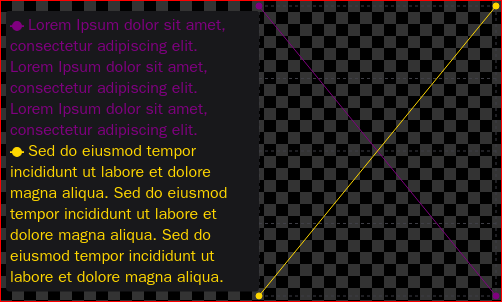 Lorem Ipsum dolor sit amet,
consectetur adipiscing elit.
Lorem Ipsum dolor sit amet,
consectetur adipiscing elit.
Lorem Ipsum dolor sit amet,
consectetur adipiscing elit.
Sed do eiusmod tempor
incididunt ut labore et dolore
magna aliqua. Sed do eiusmod
tempor incididunt ut labore et
dolore magna aliqua. Sed do
eiusmod tempor incididunt ut
labore et dolore magna aliqua.